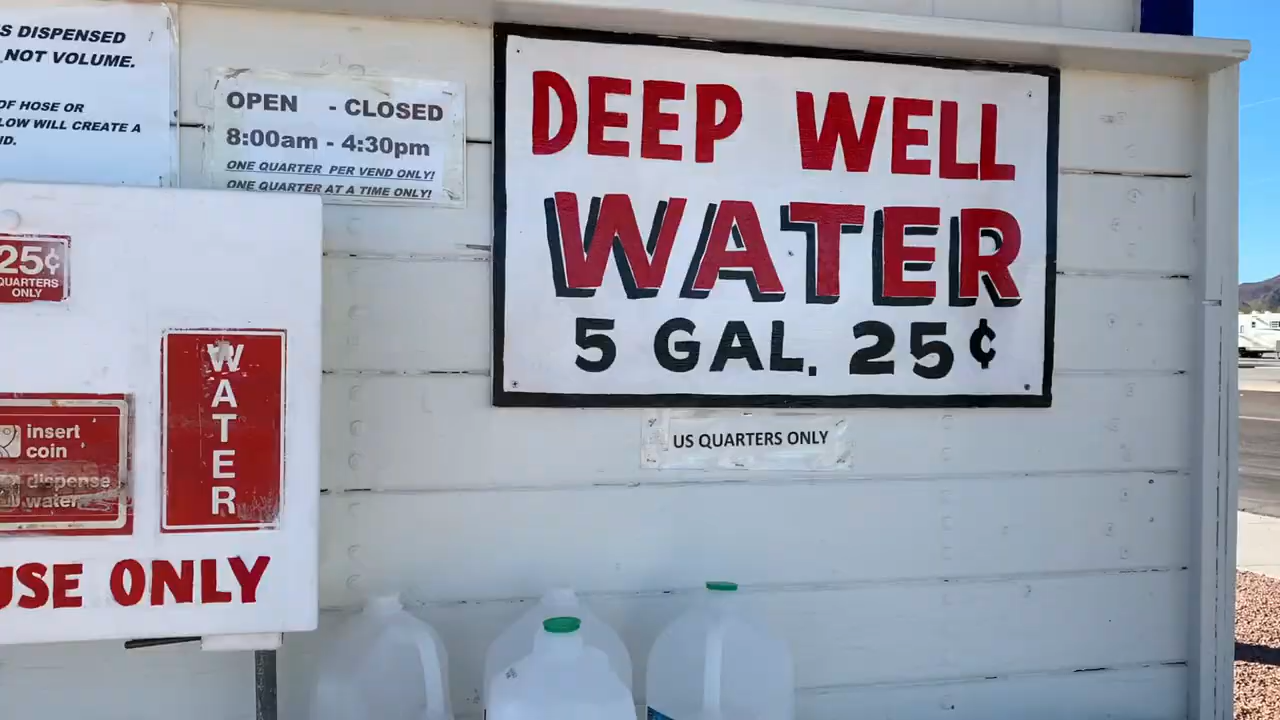 S DISPENSED
NOT VOLUME.
OF HOSE OR
LOW WILL CREATE A
OPEN - CLOSED
8:00am - 4:30pm
ONE QUARTER PER VEND ONLY!
ONE QUARTER AT A TIME ONLY!
DEEP WELL
WATER
5 GAL. 25¢
US QUARTERS ONLY
25¢
QUARTERS
ONLY
WATER
insert
coin
dispense
water
USE ONLY